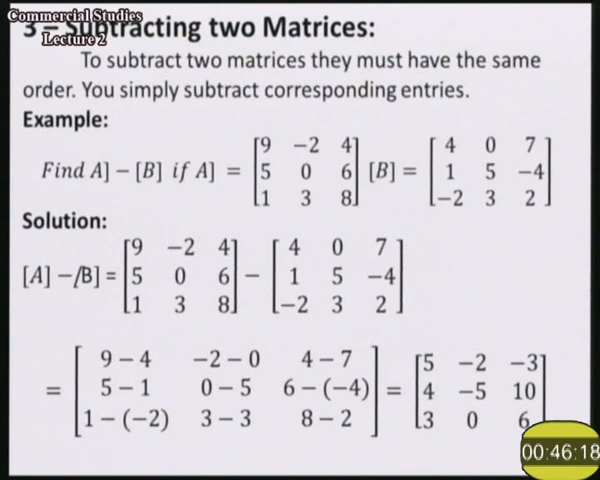 Commercial Studies
Lecture 2
3 – Subtracting two Matrices:
To subtract two matrices they must have the same
order. You simply subtract corresponding entries.
Example:
Find A] − [B] if A] = [9 −2 4; 5 0 6; 1 3 8] [B] = [4 0 7; 1 5 −4; −2 3 2]
Solution:
[A] −/B] = [9 −2 4; 5 0 6; 1 3 8] − [4 0 7; 1 5 −4; −2 3 2]
= [9 − 4 −2 − 0 4 − 7; 5 − 1 0 − 5 6 − (−4); 1 − (−2) 3 − 3 8 − 2] = [5 −2 −3; 4 −5 10; 3 0 6]
00:46:18